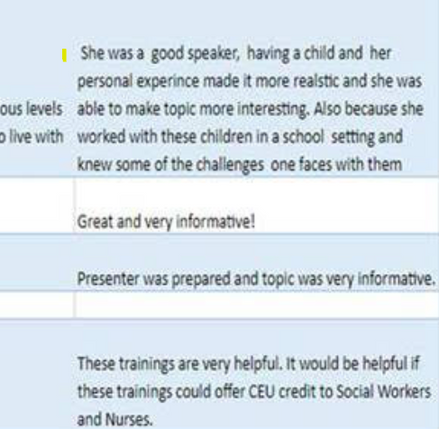 She was a good speaker, having a child and her
personal experince made it more realstic and she was
ous levels able to make topic more interesting. Also because she
o live with worked with these children in a school setting and
knew some of the challenges one faces with them
Great and very informative!
Presenter was prepared and topic was very informative.
These trainings are very helpful. It would be helpful if
these trainings could offer CEU credit to Social Workers
and Nurses.